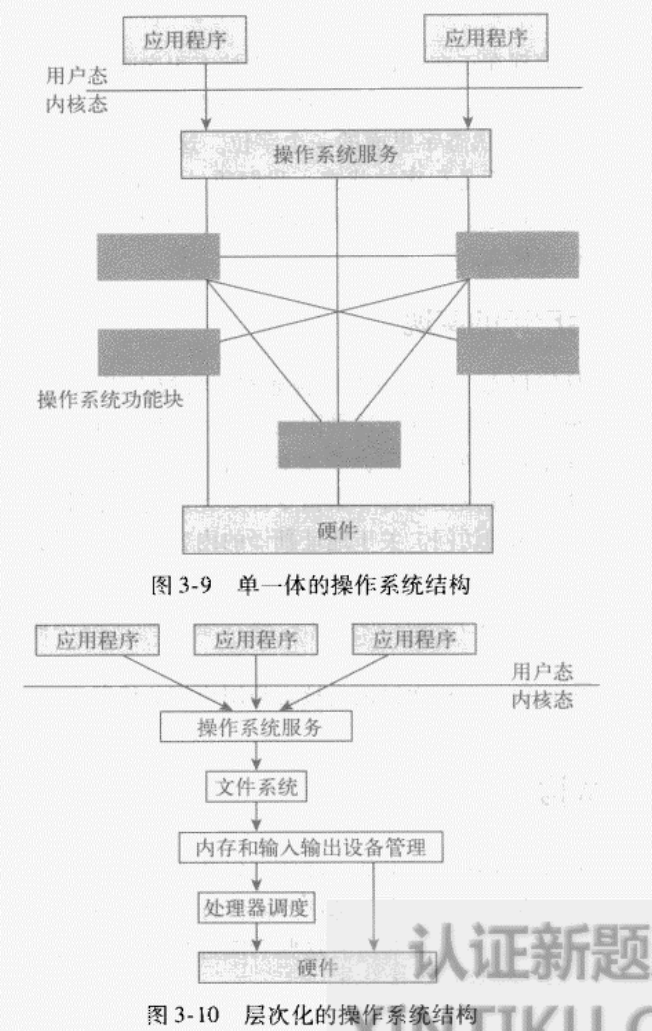 应用程序 应用程序
用户态
内核态
操作系统服务
操作系统功能块
硬件
图 3-9 单一体的操作系统结构
应用程序 应用程序 应用程序
用户态
内核态
操作系统服务
文件系统
内存和输入输出设备管理
处理器调度
硬件
认证新题
图 3-10 层次化的操作系统结构